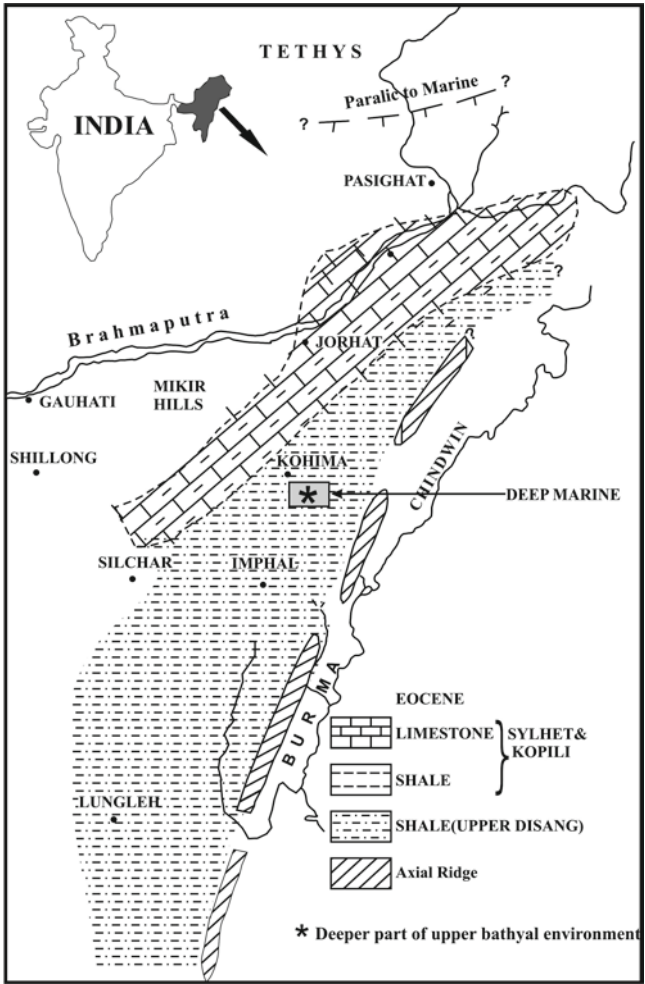 TETHYS
Paralic to Marine
?
?
INDIA
PASIGHAT
?
Brahmaputra
JORHAT
?
MIKIR
HILLS
GAUHATI
SHILLONG
KOHIMA
CHINDWIN
*
DEEP MARINE
SILCHAR
IMPHAL
BURMA
EOCENE
LIMESTONE
SYLHET&
KOPILI
SHALE
LUNGLEH
SHALE(UPPER DISANG)
Axial Ridge
* Deeper part of upper bathyal environment